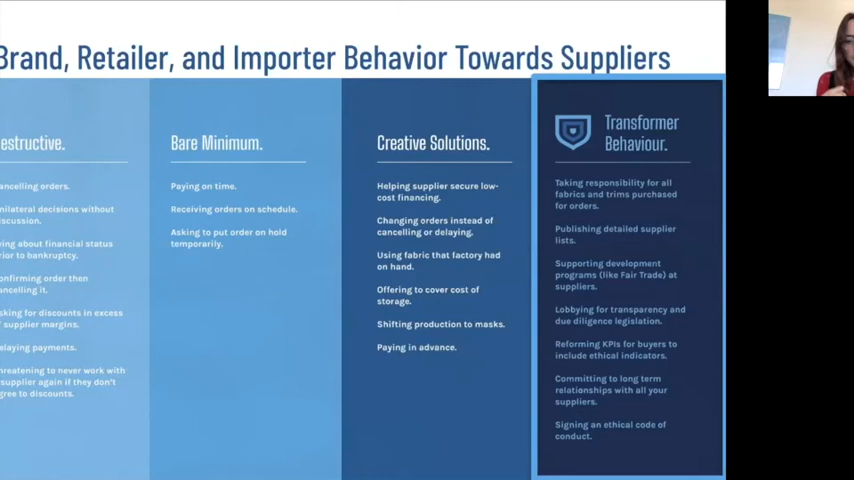 Brand, Retailer, and Importer Behavior Towards Suppliers
estructive.
ancelling orders.
nilateral decisions without
iscussion.
ying about financial status
rior to bankruptcy.
onfirming order then
ancelling it.
sking for discounts in excess
f supplier margins.
elaying payments.
hreatening to never work with
supplier again if they don't
gree to discounts.
Bare Minimum.
Paying on time.
Receiving orders on schedule.
Asking to put order on hold
temporarily.
Creative Solutions.
Helping supplier secure low-
cost financing.
Changing orders instead of
cancelling or delaying.
Using fabric that factory had
on hand.
Offering to cover cost of
storage.
Shifting production to masks.
Paying in advance.
Transformer
Behaviour.
Taking responsibility for all
fabrics and trims purchased
for orders.
Publishing detailed supplier
lists.
Supporting development
programs (like Fair Trade) at
suppliers.
Lobbying for transparency and
due diligence legislation.
Reforming KPIs for buyers to
include ethical indicators.
Committing to long term
relationships with all your
suppliers.
Signing an ethical code of
conduct.